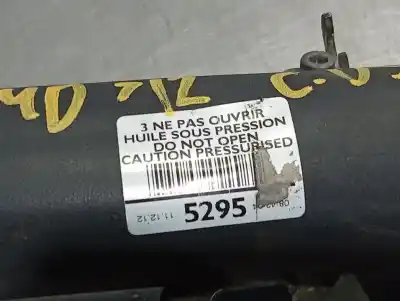 3 NE PAS OUVRIR
HUILE SOUS PRESSION
DO NOT OPEN
CAUTION PRESSURISED
11.12.12 5295